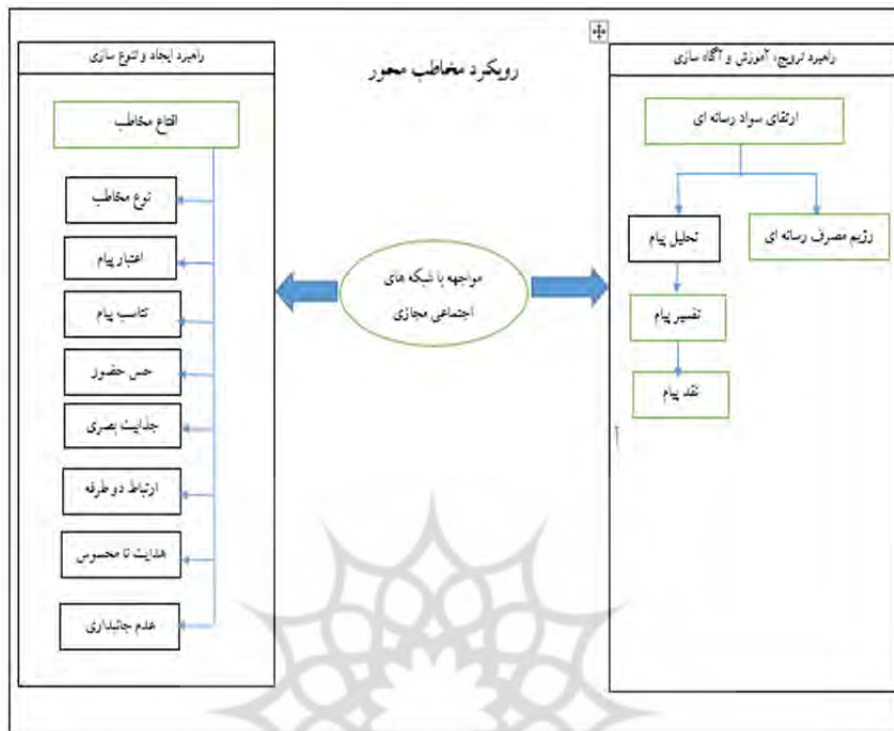 رویکرد مخاطب محور
راهبرد ترویج، آموزش و آگاه سازی
ارتقای سواد رسانه ای
رژیم مصرف رسانه ای
تحلیل پیام
تفسیر پیام
نقد پیام
مواجهه با شبکه های
اجتماعی مجازی
راهبرد ایجاد و تنوع سازی
اقناع مخاطب
نوع مخاطب
اعتبار پیام
تناسب پیام
حس حضور
جذابیت بصری
ارتباط دو طرفه
هدایت نا محسوس
عدم جانبداری